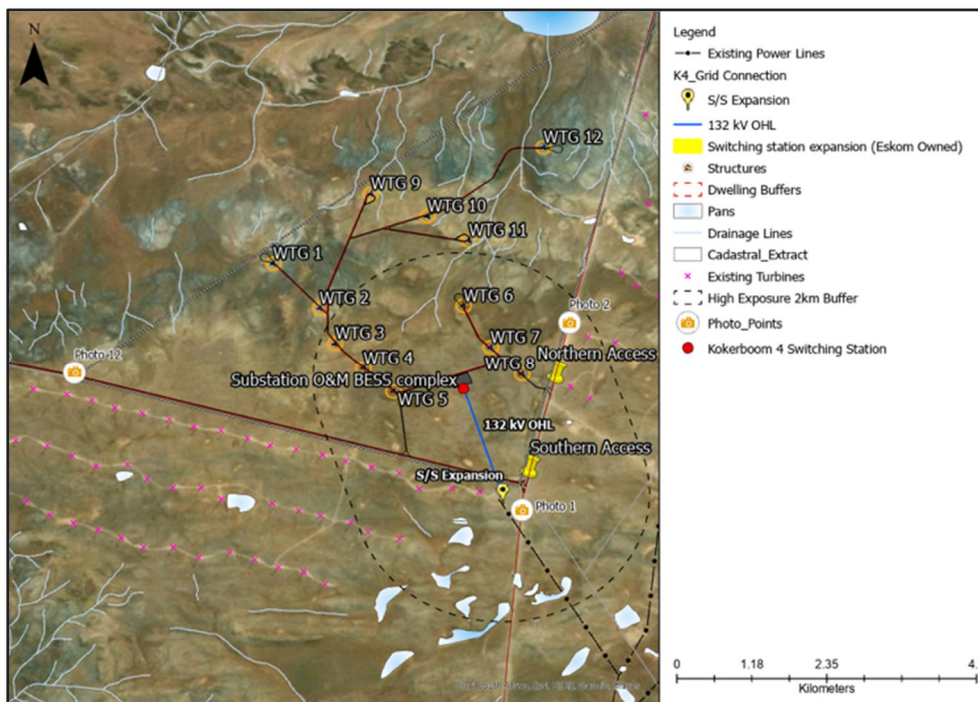 N
WTG 12
WTG 9
WTG 10
WTG 11
WTG 1
WTG 2
WTG 6
Photo 2
WTG 3
WTG 7
Photo 12
WTG 4
Northern Access
WTG 8
Substation O&M BESS complex
WTG 5
132 kV OHL
Southern Access
S/S Expansion
Photo 1
Legend
Existing Power Lines
K4_Grid Connection
S/S Expansion
132 kV OHL
Switching station expansion (Eskom Owned)
Structures
Dwelling Buffers
Pans
Drainage Lines
Cadastral_Extract
Existing Turbines
High Exposure 2km Buffer
Photo_Points
Kokerboom 4 Switching Station
0 1.18 2.35 4.
Kilometers